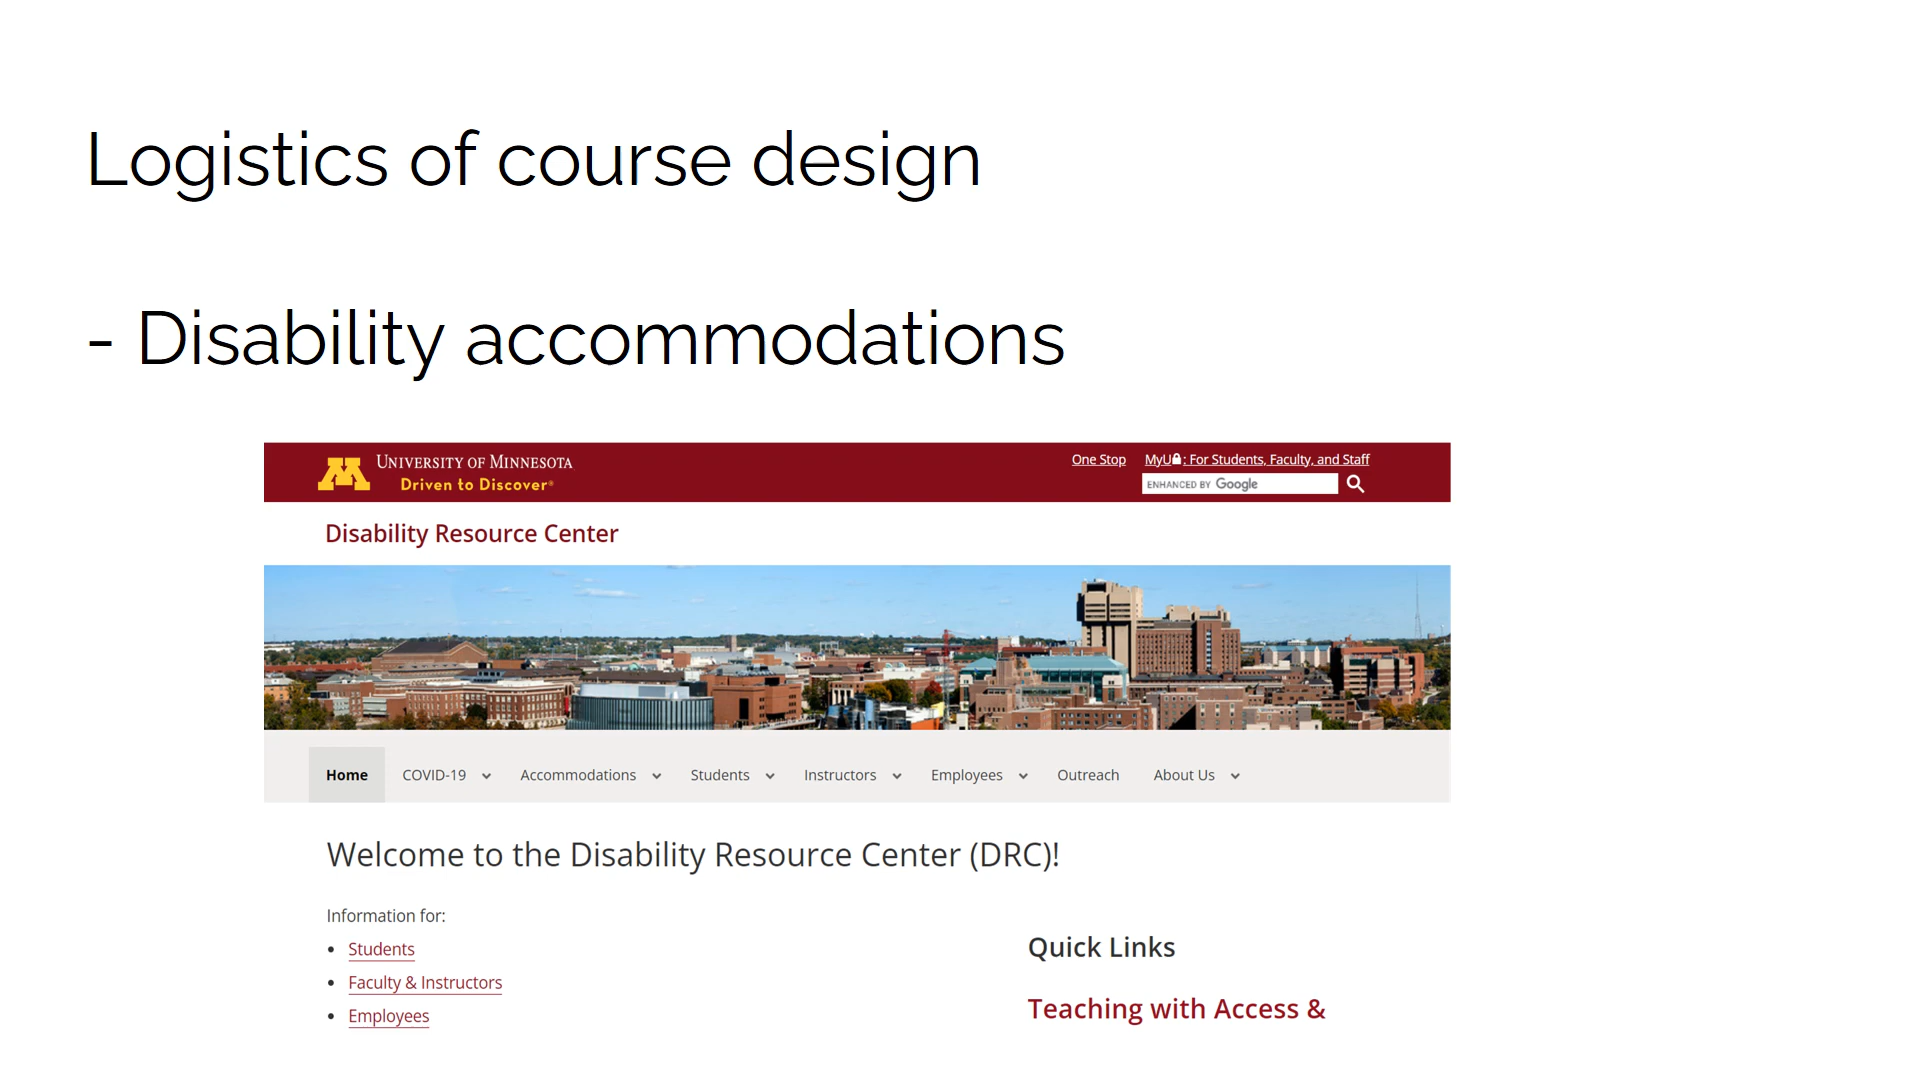 Logistics of course design
- Disability accommodations
UNIVERSITY OF MINNESOTA
Driven to Discover®
One Stop MyU: For Students, Faculty, and Staff
ENHANCED BY Google
Disability Resource Center
Home COVID-19 Accommodations Students Instructors Employees Outreach About Us
Welcome to the Disability Resource Center (DRC)!
Information for:
• Students
• Faculty & Instructors
• Employees
Quick Links
Teaching with Access &